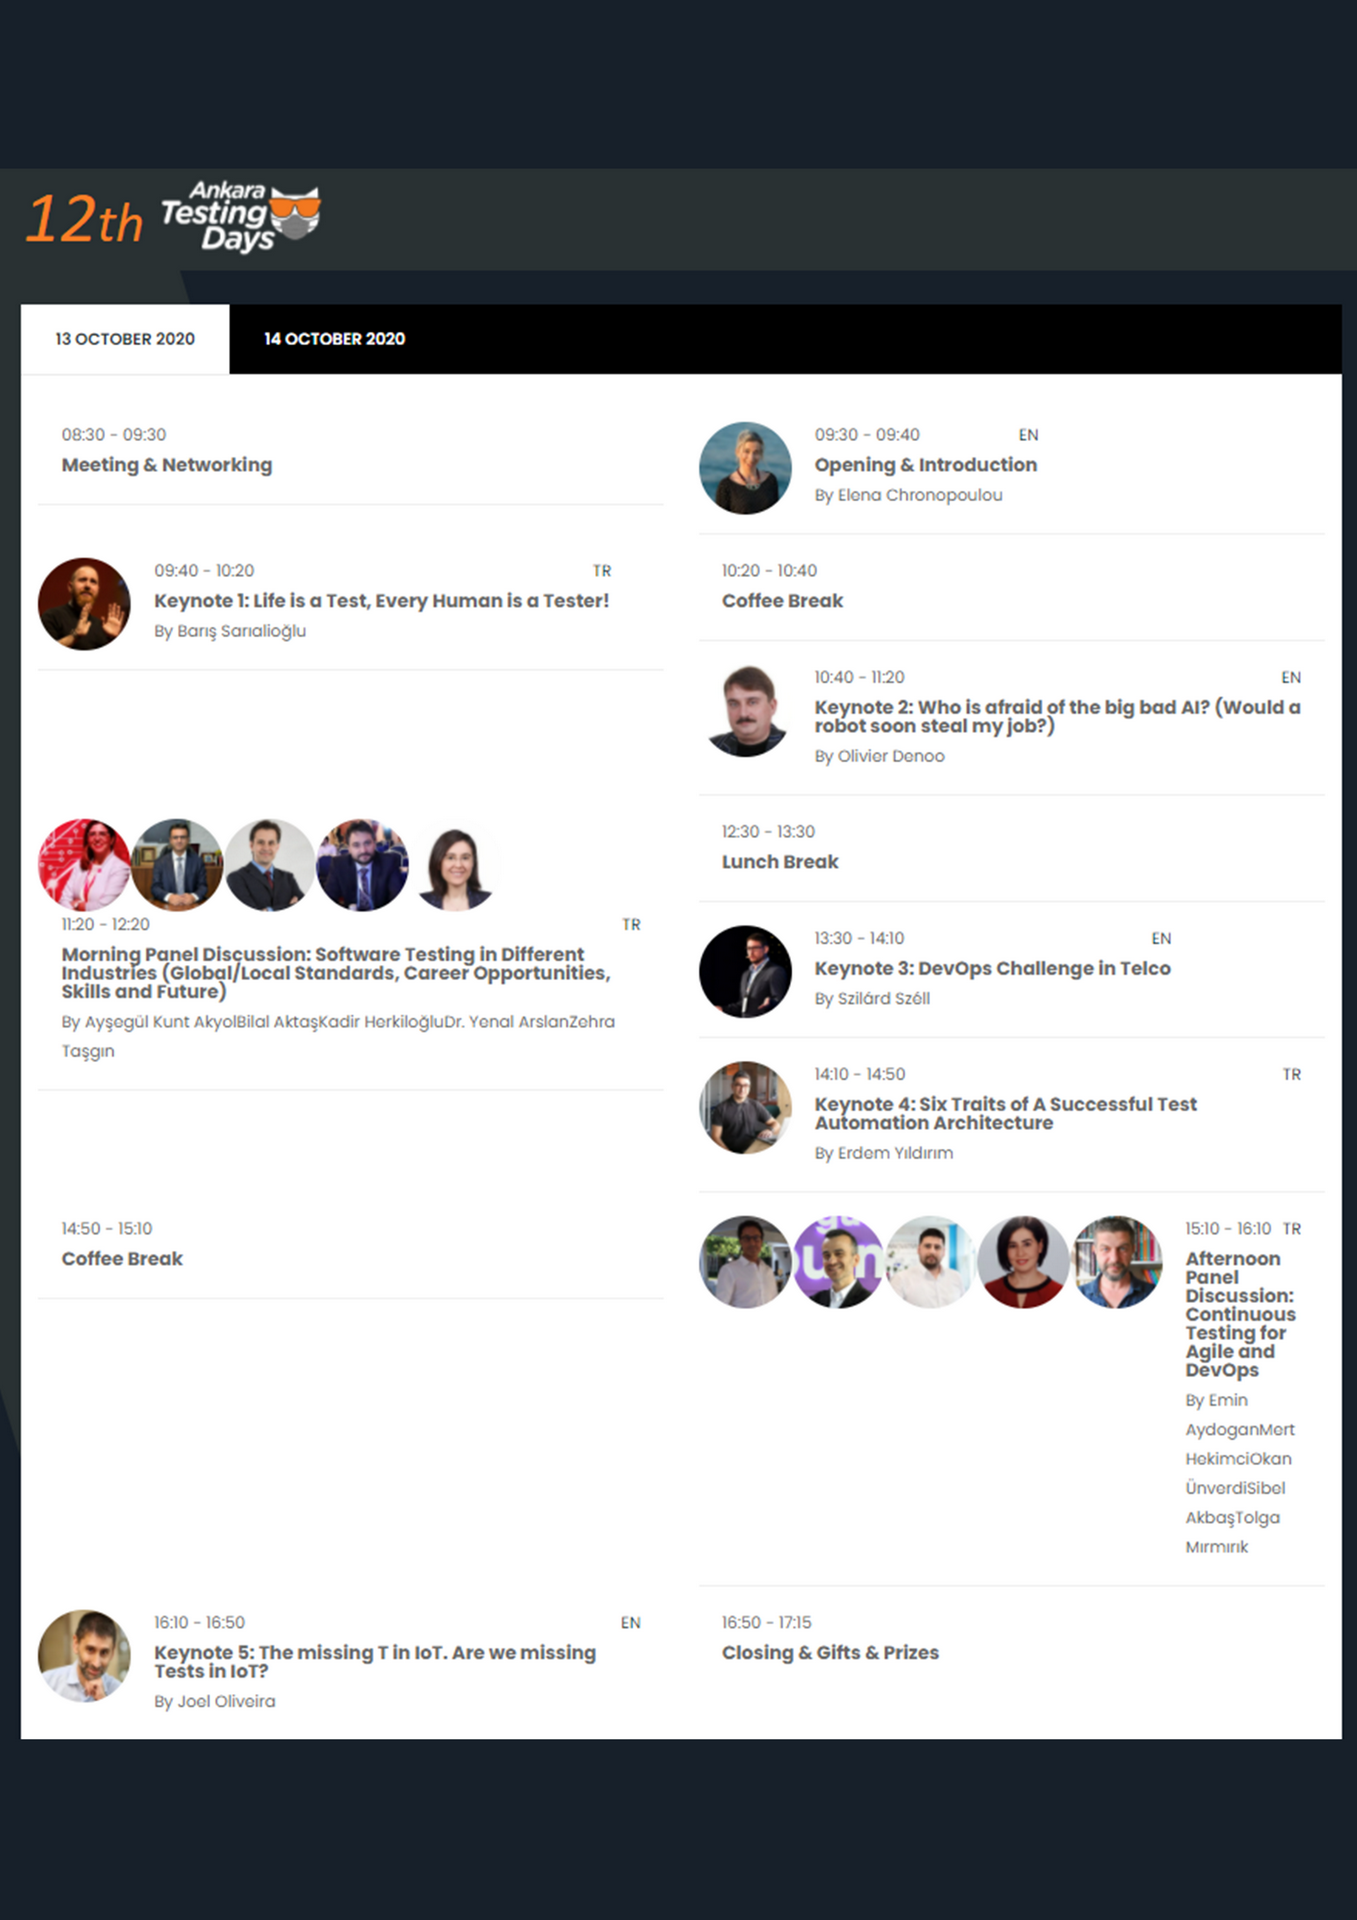 12th
Ankara
Testing
Days
13 OCTOBER 2020
14 OCTOBER 2020
08:30 - 09:30
Meeting & Networking
09:30 - 09:40 EN
Opening & Introduction
By Elena Chronopoulou
09:40 - 10:20 TR
Keynote 1: Life is a Test, Every Human is a Tester!
By Barış Sarıalioğlu
10:20 - 10:40
Coffee Break
10:40 - 11:20 EN
Keynote 2: Who is afraid of the big bad AI? (Would a
robot soon steal my job?)
By Olivier Denoo
11:20 - 12:20 TR
Morning Panel Discussion: Software Testing in Different
Industries (Global/Local Standards, Career Opportunities,
Skills and Future)
By Ayşegül Kunt AkyolBilal AktaşKadir HerkiloğluDr. Yenal ArslanZehra
Taşgın
12:30 - 13:30
Lunch Break
13:30 - 14:10 EN
Keynote 3: DevOps Challenge in Telco
By Szilárd Széll
14:10 - 14:50 TR
Keynote 4: Six Traits of A Successful Test
Automation Architecture
By Erdem Yıldırım
14:50 - 15:10
Coffee Break
15:10 - 16:10 TR
Afternoon
Panel
Discussion:
Continuous
Testing for
Agile and
DevOps
By Emin
AydoganMert
HekimciOkan
ÜnverdiSibel
AkbaşTolga
Mırmırık
16:10 - 16:50 EN
Keynote 5: The missing T in IoT. Are we missing
Tests in IoT?
By Joel Oliveira
16:50 - 17:15
Closing & Gifts & Prizes